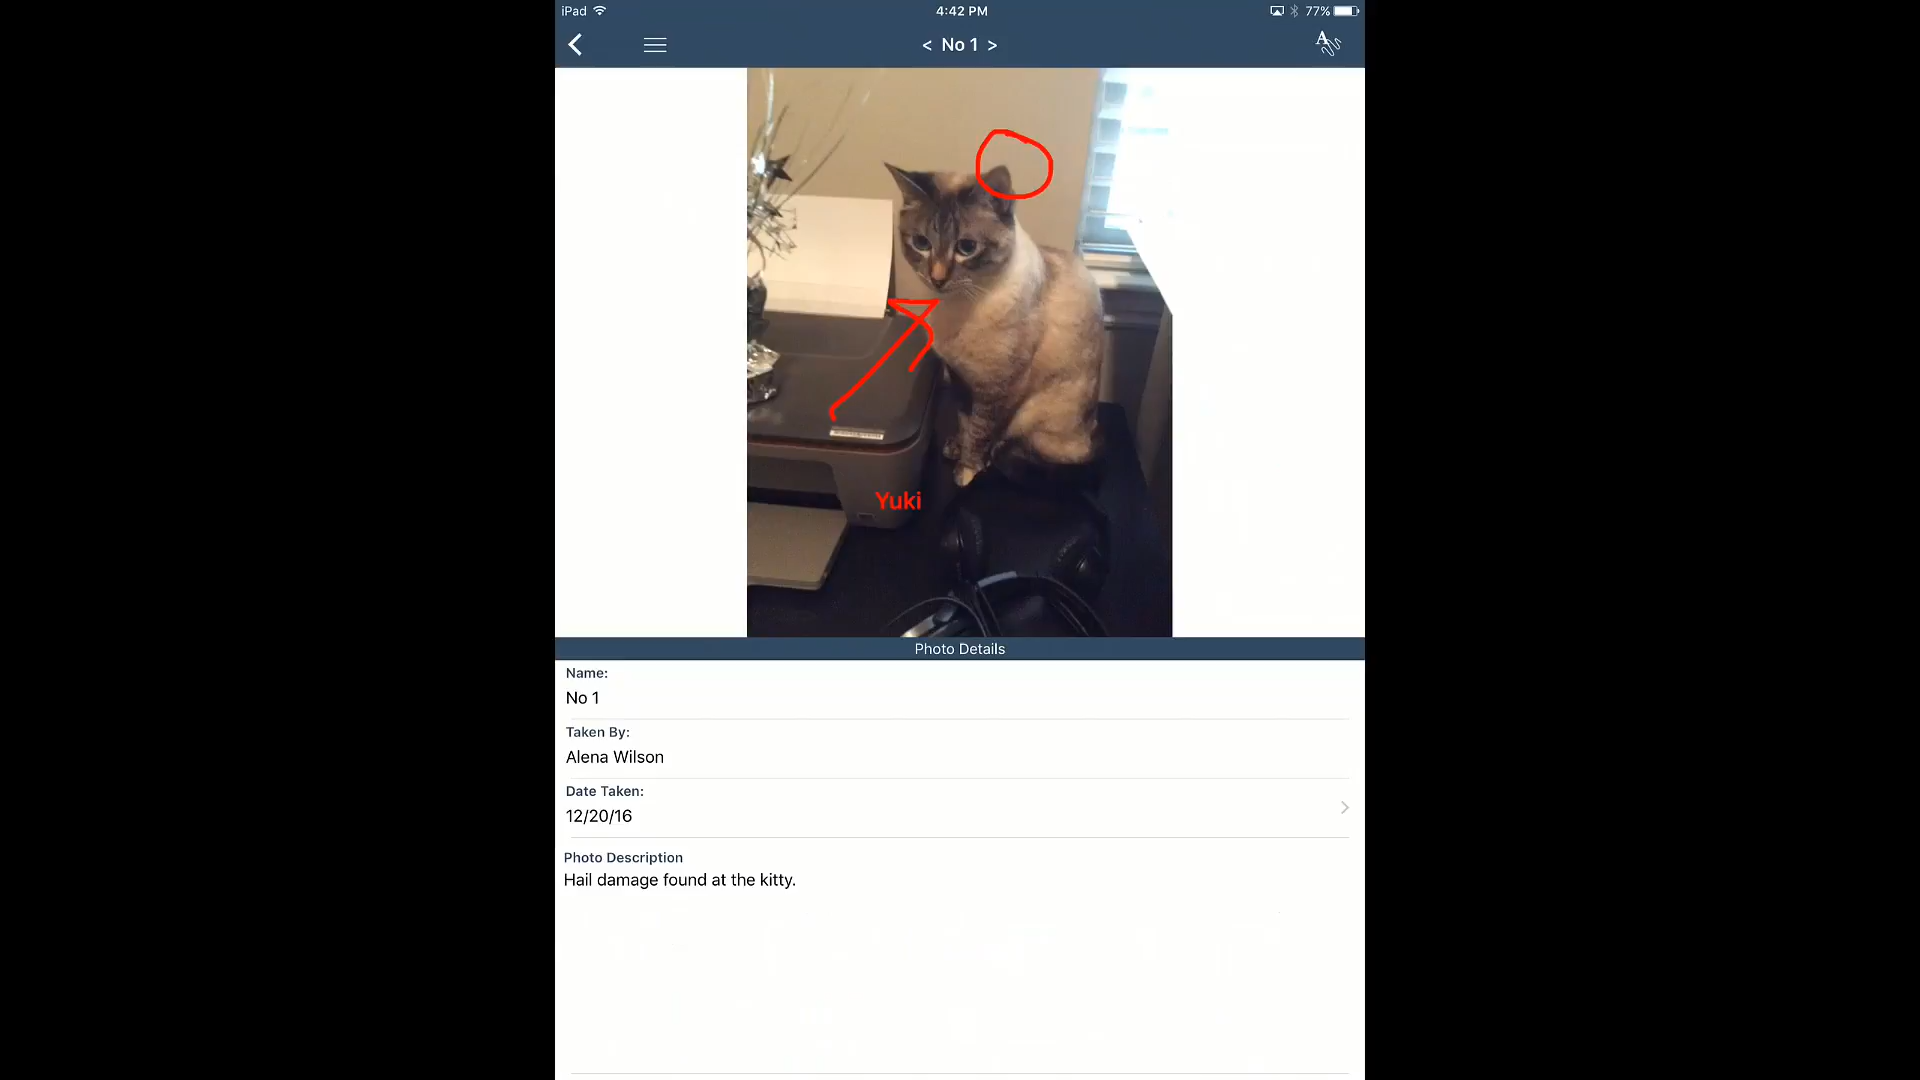 iPad
4:42 PM
77%
< No 1 >
Yuki
Photo Details
Name:
No 1
Taken By:
Alena Wilson
Date Taken:
12/20/16
Photo Description
Hail damage found at the kitty.